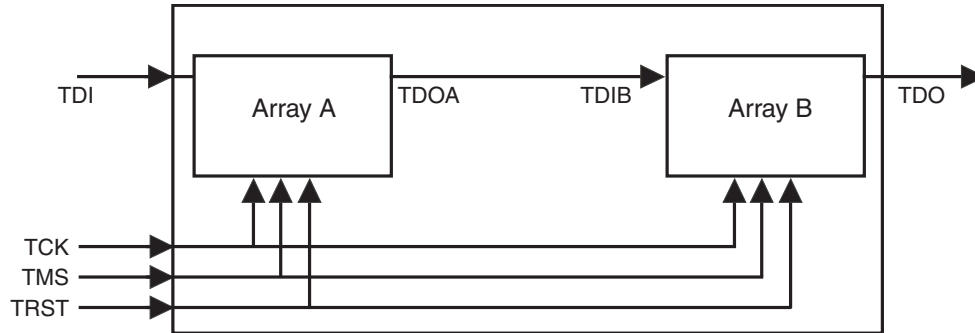 Array A
Array B
TDI
TDOA
TDIB
TDO
TCK
TMS
TRST